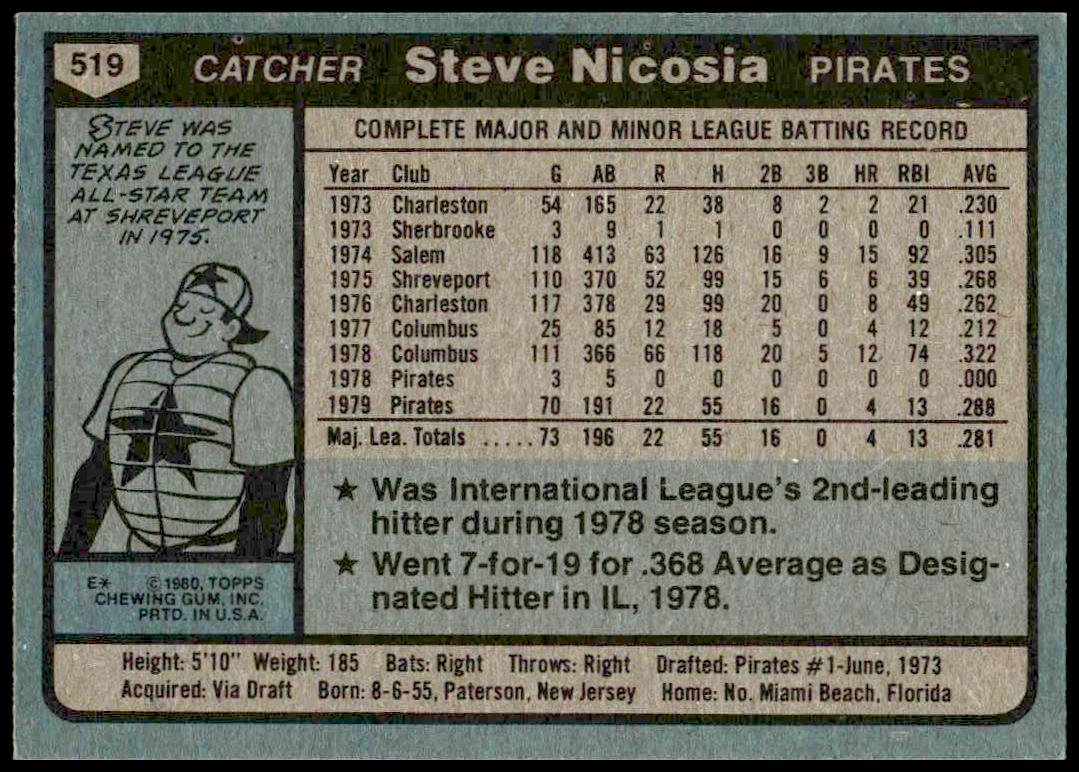 519 CATCHER Steve Nicosia PIRATES
STEVE WAS
NAMED TO THE
TEXAS LEAGUE
ALL-STAR TEAM
AT SHREVEPORT
IN 1975.
COMPLETE MAJOR AND MINOR LEAGUE BATTING RECORD
Year Club G AB R H 2B 3B HR RBI AVG
1973 Charleston 54 165 22 38 8 2 2 21 .230
1973 Sherbrooke 3 9 1 1 0 0 0 0 .111
1974 Salem 118 413 63 126 16 9 15 92 .305
1975 Shreveport 110 370 52 99 15 6 6 39 .268
1976 Charleston 117 378 29 99 20 0 8 49 .262
1977 Columbus 25 85 12 18 5 0 4 12 .212
1978 Columbus 111 366 66 118 20 5 12 74 .322
1978 Pirates 3 5 0 0 0 0 0 0 .000
1979 Pirates 70 191 22 55 16 0 4 13 .288
Maj. Lea. Totals .....73 196 22 55 16 0 4 13 .281
★ Was International League's 2nd-leading
hitter during 1978 season.
★ Went 7-for-19 for .368 Average as Desig-
nated Hitter in IL, 1978.
E* © 1980, TOPPS
CHEWING GUM, INC.
PRTD. IN U.S.A.
Height: 5'10" Weight: 185 Bats: Right Throws: Right Drafted: Pirates #1-June, 1973
Acquired: Via Draft Born: 8-6-55, Paterson, New Jersey Home: No. Miami Beach, Florida